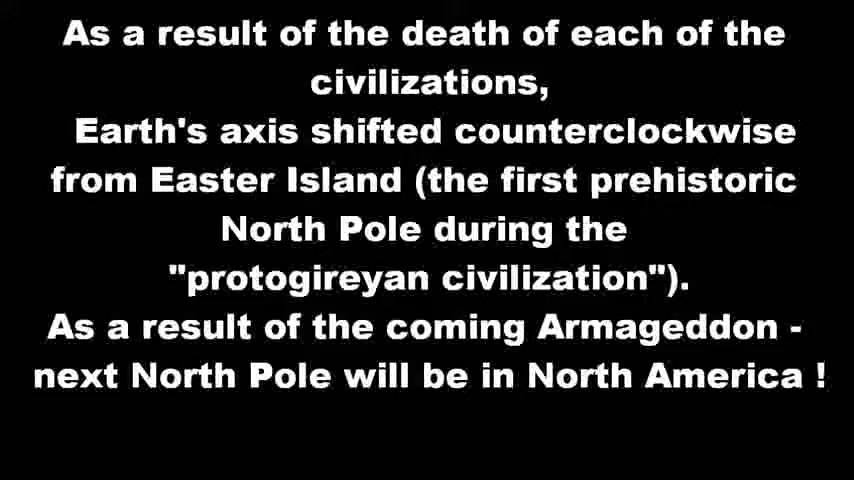 As a result of the death of each of the
civilizations,
Earth's axis shifted counterclockwise
from Easter Island (the first prehistoric
North Pole during the
"protogireyan civilization").
As a result of the coming Armageddon -
next North Pole will be in North America !